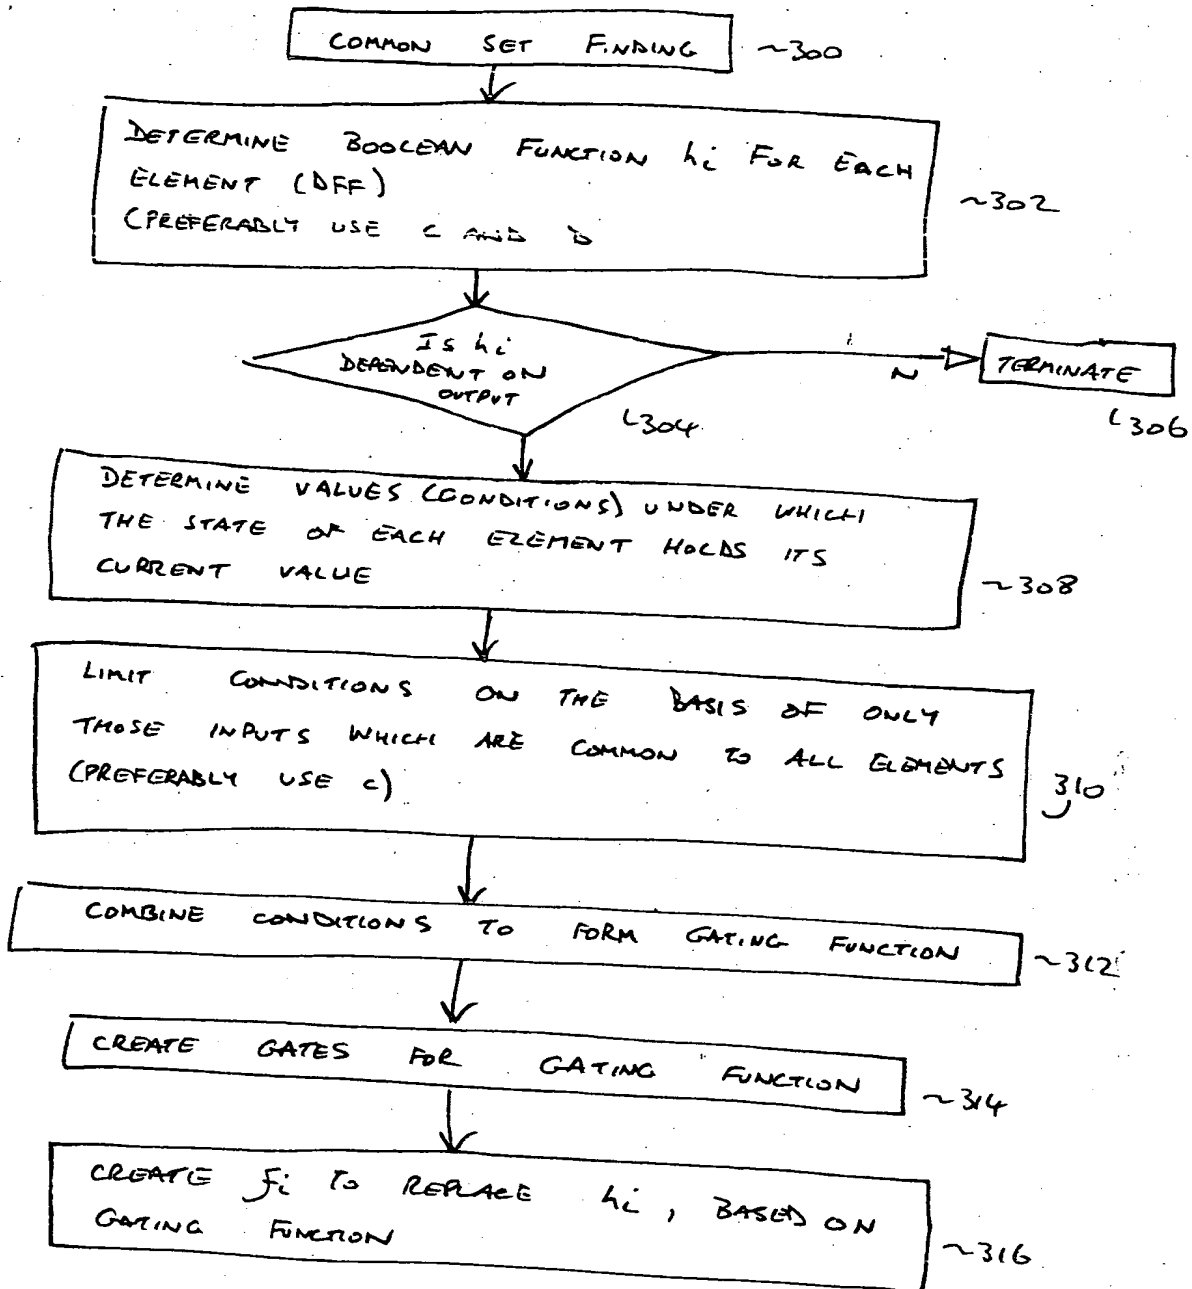 COMMON SET FINDING ~300
DETERMINE BOOLEAN FUNCTION hi FOR EACH
ELEMENT (DFF)
(PREFERABLY USE C AND D
~302
Is hi
DEPENDENT ON
OUTPUT
304
N
TERMINATE
306
DETERMINE VALUES (CONDITIONS) UNDER WHICH
THE STATE OF EACH ELEMENT HOLDS ITS
CURRENT VALUE
~308
LIMIT CONDITIONS ON THE BASIS OF ONLY
THOSE INPUTS WHICH ARE COMMON TO ALL ELEMENTS
(PREFERABLY USE C)
310
COMBINE CONDITIONS TO FORM GATING FUNCTION
~312
CREATE GATES FOR GATING FUNCTION
~314
CREATE fi TO REPLACE hi, BASED ON
GATING FUNCTION
~316